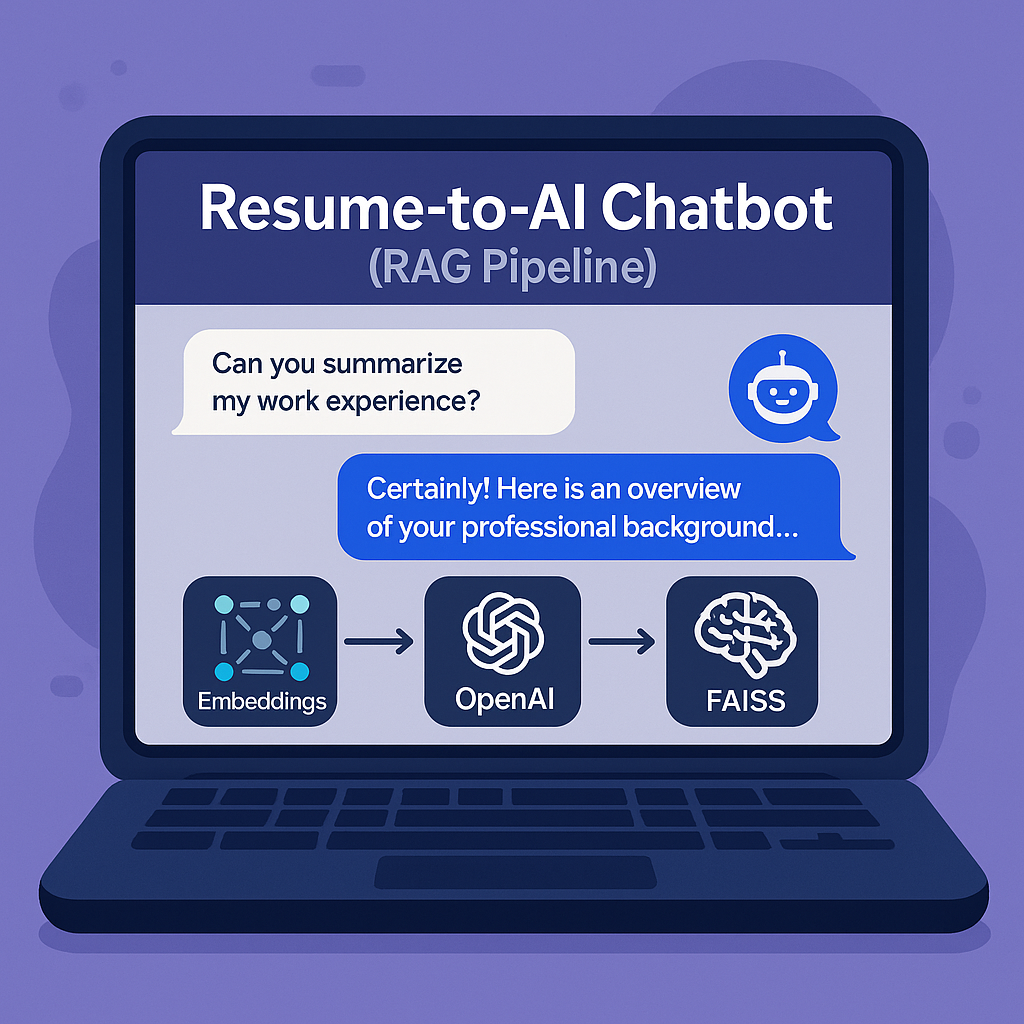 Resume-to-AI Chatbot
(RAG Pipeline)
Can you summarize
my work experience?
Certainly! Here is an overview
of your professional background...
Embeddings
OpenAI
FAISS